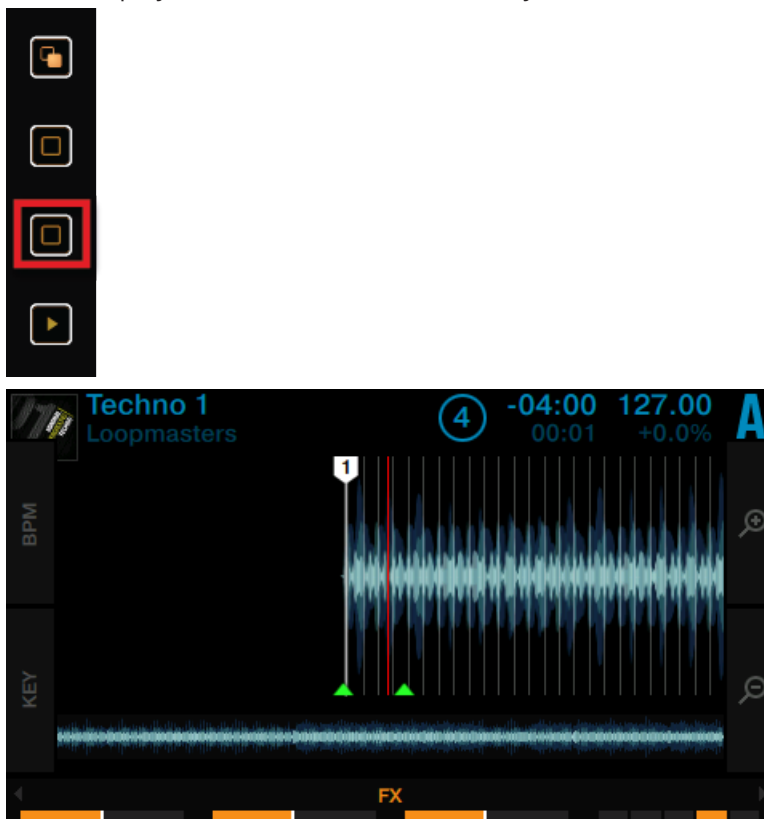 Techno 1
Loopmasters
4
-04:00
127.00
A
00:01
+0.0%
BPM
1
KEY
FX